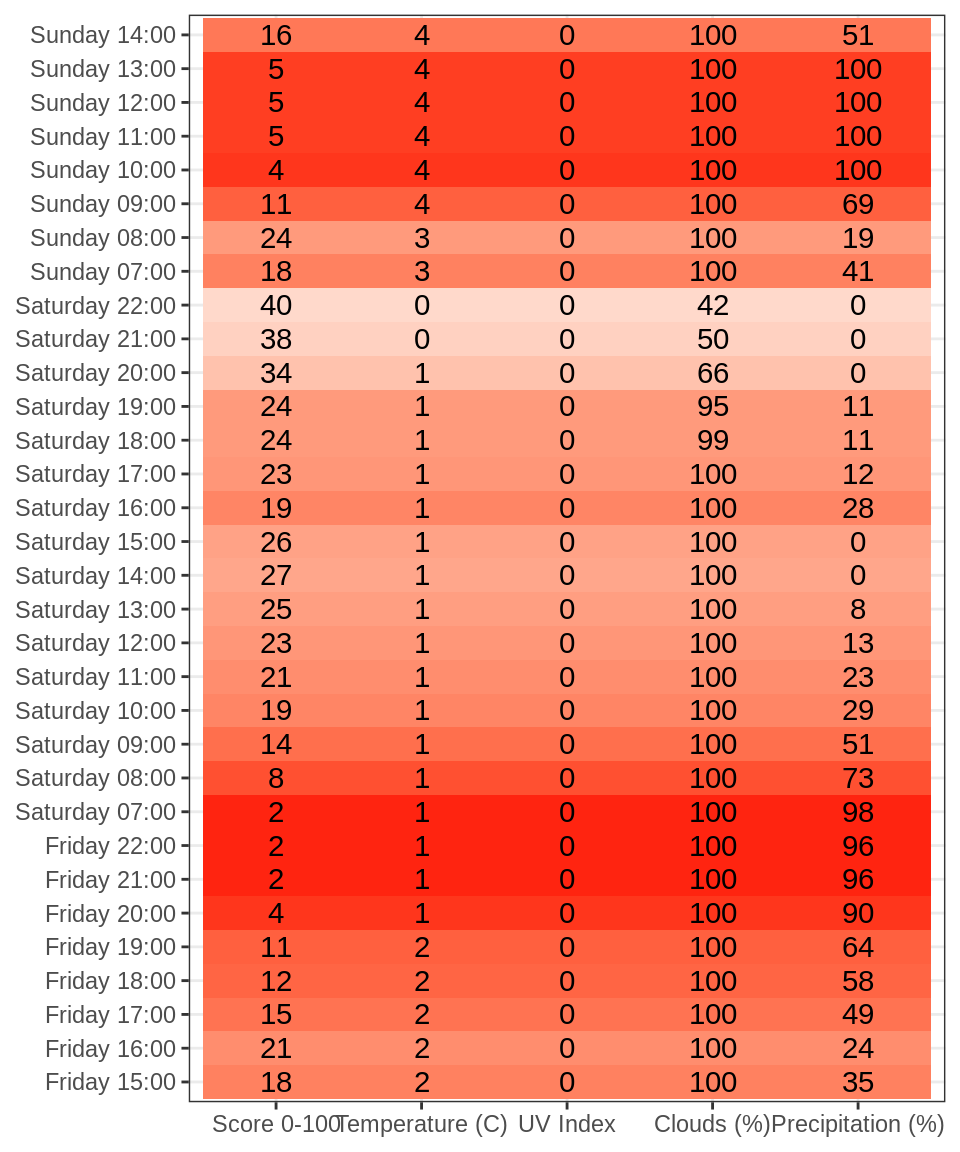 Sunday 14:00 16 4 0 100 51
Sunday 13:00 5 4 0 100 100
Sunday 12:00 5 4 0 100 100
Sunday 11:00 5 4 0 100 100
Sunday 10:00 4 4 0 100 100
Sunday 09:00 11 4 0 100 69
Sunday 08:00 24 3 0 100 19
Sunday 07:00 18 3 0 100 41
Saturday 22:00 40 0 0 42 0
Saturday 21:00 38 0 0 50 0
Saturday 20:00 34 1 0 66 0
Saturday 19:00 24 1 0 95 11
Saturday 18:00 24 1 0 99 11
Saturday 17:00 23 1 0 100 12
Saturday 16:00 19 1 0 100 28
Saturday 15:00 26 1 0 100 0
Saturday 14:00 27 1 0 100 0
Saturday 13:00 25 1 0 100 8
Saturday 12:00 23 1 0 100 13
Saturday 11:00 21 1 0 100 23
Saturday 10:00 19 1 0 100 29
Saturday 09:00 14 1 0 100 51
Saturday 08:00 8 1 0 100 73
Saturday 07:00 2 1 0 100 98
Friday 22:00 2 1 0 100 96
Friday 21:00 2 1 0 100 96
Friday 20:00 4 1 0 100 90
Friday 19:00 11 2 0 100 64
Friday 18:00 12 2 0 100 58
Friday 17:00 15 2 0 100 49
Friday 16:00 21 2 0 100 24
Friday 15:00 18 2 0 100 35
Score 0-100 Temperature (C) UV Index Clouds (%) Precipitation (%)